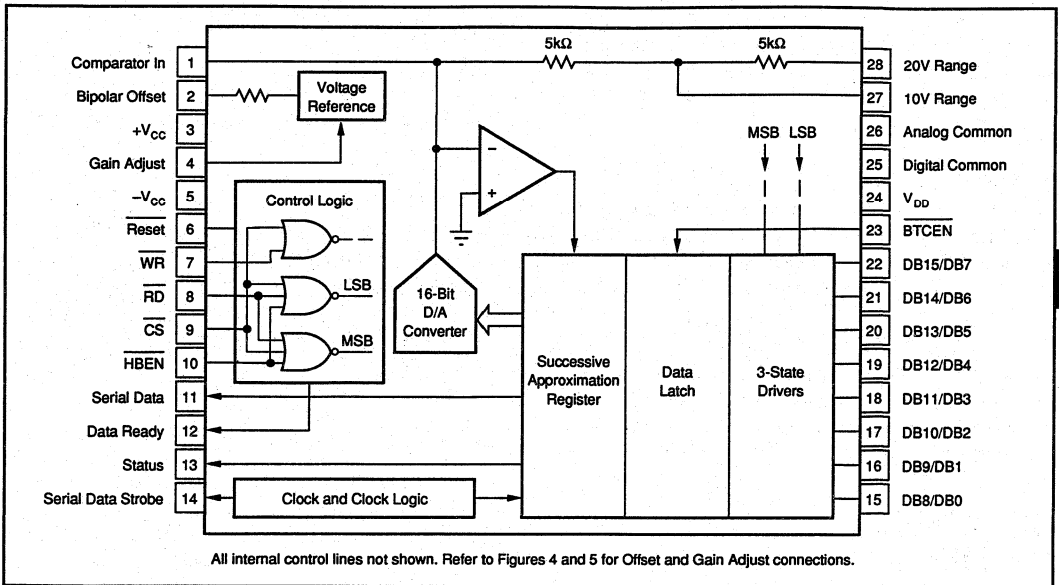 Comparator In 1
Bipolar Offset 2
+VCC 3
Gain Adjust 4
–VCC 5
Reset 6
WR 7
RD 8
CS 9
HBEN 10
Serial Data 11
Data Ready 12
Status 13
Serial Data Strobe 14
Voltage
Reference
Control Logic
LSB
MSB
5kΩ
5kΩ
–
+
16-Bit
D/A
Converter
MSB LSB
Successive
Approximation
Register
Data
Latch
3-State
Drivers
Clock and Clock Logic
28 20V Range
27 10V Range
26 Analog Common
25 Digital Common
24 VDD
23 BTCEN
22 DB15/DB7
21 DB14/DB6
20 DB13/DB5
19 DB12/DB4
18 DB11/DB3
17 DB10/DB2
16 DB9/DB1
15 DB8/DB0
All internal control lines not shown. Refer to Figures 4 and 5 for Offset and Gain Adjust connections.